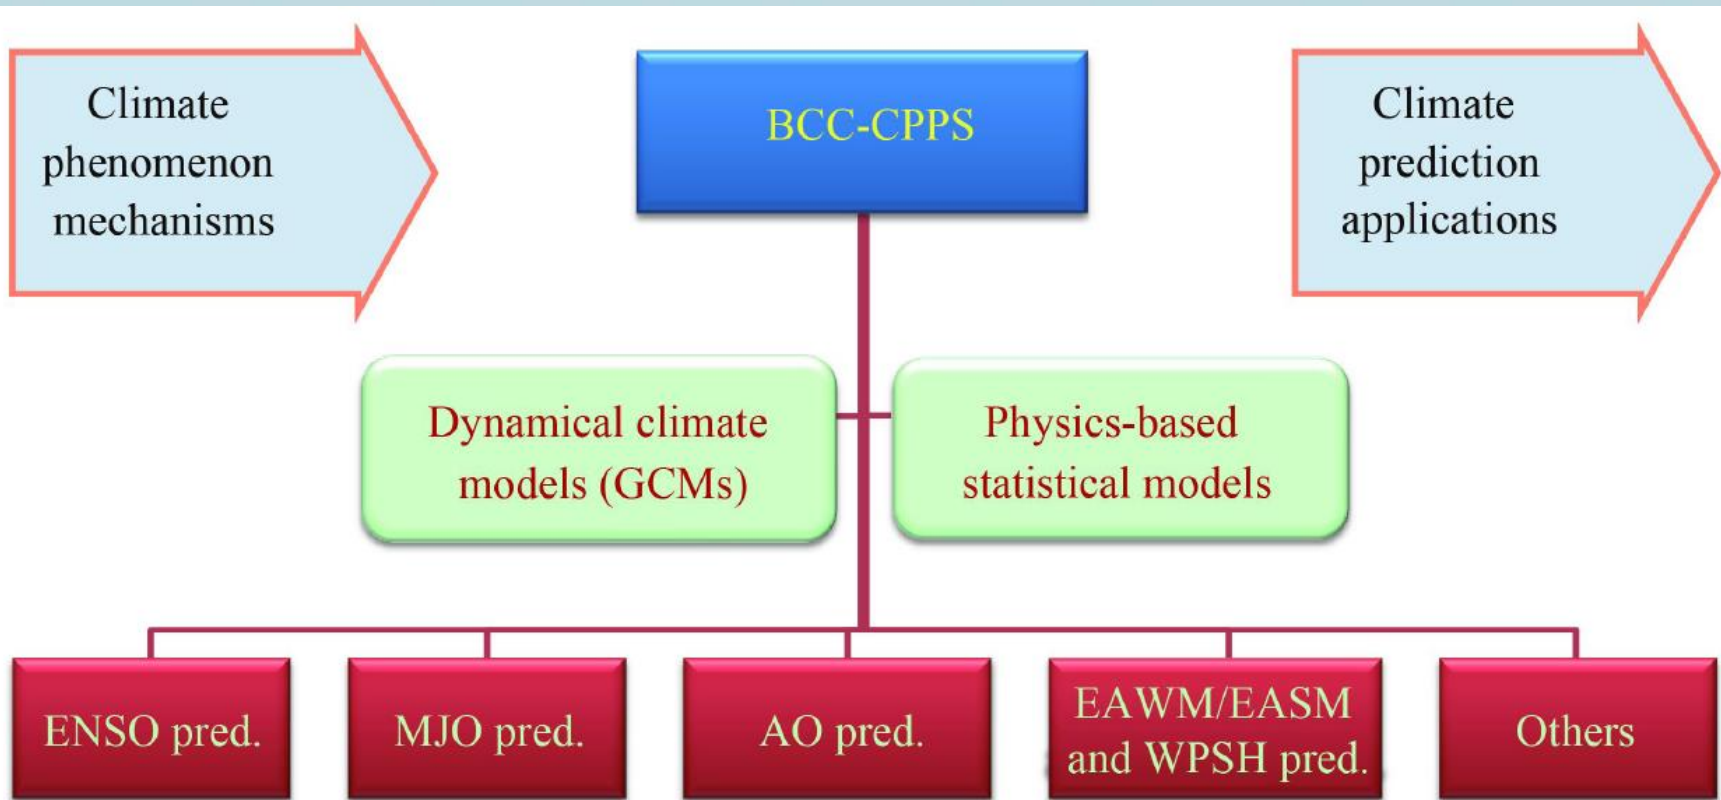 Climate
phenomenon
mechanisms
BCC-CPPS
Climate
prediction
applications
Dynamical climate
models (GCMs)
Physics-based
statistical models
ENSO pred.
MJO pred.
AO pred.
EAWM/EASM
and WPSH pred.
Others